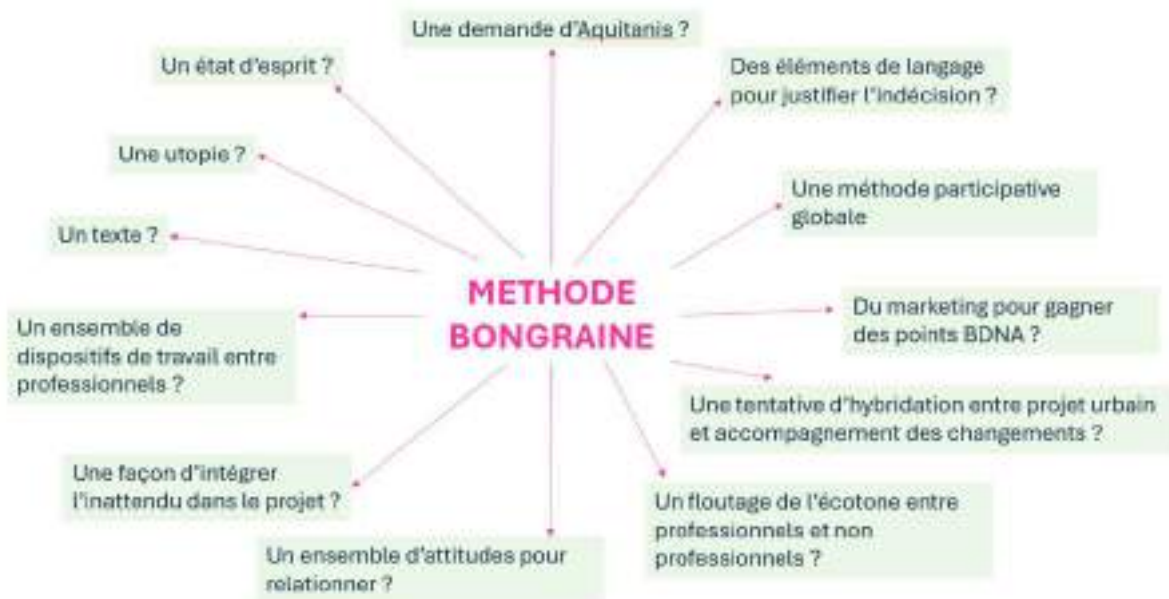 Une demande d'Aquitanis ?
Un état d'esprit ?
Des éléments de langage
pour justifier l'indécision ?
Une utopie ?
Une méthode participative
globale
Un texte ?
METHODE
BONGRAINE
Du marketing pour gagner
des points BDNA ?
Un ensemble de
dispositifs de travail entre
professionnels ?
Une tentative d'hybridation entre projet urbain
et accompagnement des changements ?
Une façon d'intégrer
l'inattendu dans le projet ?
Un floutage de l'écotone entre
professionnels et non
professionnels ?
Un ensemble d'attitudes pour
relationner ?